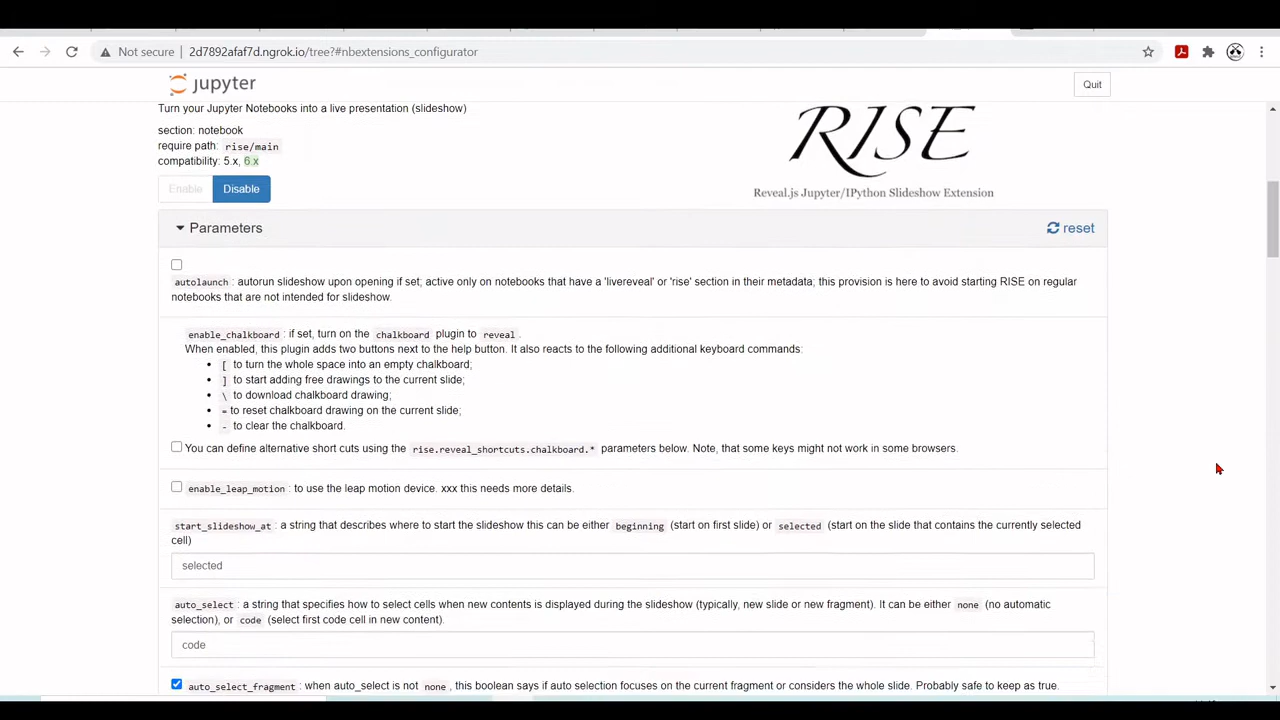 Not secure 2d7892afaf7d.ngrok.io/tree?#nbextensions_configurator
jupyter
Quit
Turn your Jupyter Notebooks into a live presentation (slideshow)
section: notebook
require path: rise/main
compatibility: 5.x, 6.x
RISE
Reveal.js Jupyter/IPython Slideshow Extension
Enable Disable
Parameters
reset
autolaunch : autorun slideshow upon opening if set; active only on notebooks that have a 'livereveal' or 'rise' section in their metadata; this provision is here to avoid starting RISE on regular
notebooks that are not intended for slideshow.
enable_chalkboard : if set, turn on the chalkboard plugin to reveal .
When enabled, this plugin adds two buttons next to the help button. It also reacts to the following additional keyboard commands:
• [ to turn the whole space into an empty chalkboard;
• ] to start adding free drawings to the current slide;
• \ to download chalkboard drawing;
• = to reset chalkboard drawing on the current slide;
• - to clear the chalkboard.
You can define alternative short cuts using the rise.reveal_shortcuts.chalkboard.* parameters below. Note, that some keys might not work in some browsers.
enable_leap_motion : to use the leap motion device. xxx this needs more details.
start_slideshow_at : a string that describes where to start the slideshow this can be either beginning (start on first slide) or selected (start on the slide that contains the currently selected
cell)
selected
auto_select : a string that specifies how to select cells when new contents is displayed during the slideshow (typically, new slide or new fragment). It can be either none (no automatic
selection), or code (select first code cell in new content).
code
auto_select_fragment : when auto_select is not none , this boolean says if auto selection focuses on the current fragment or considers the whole slide. Probably safe to keep as true.